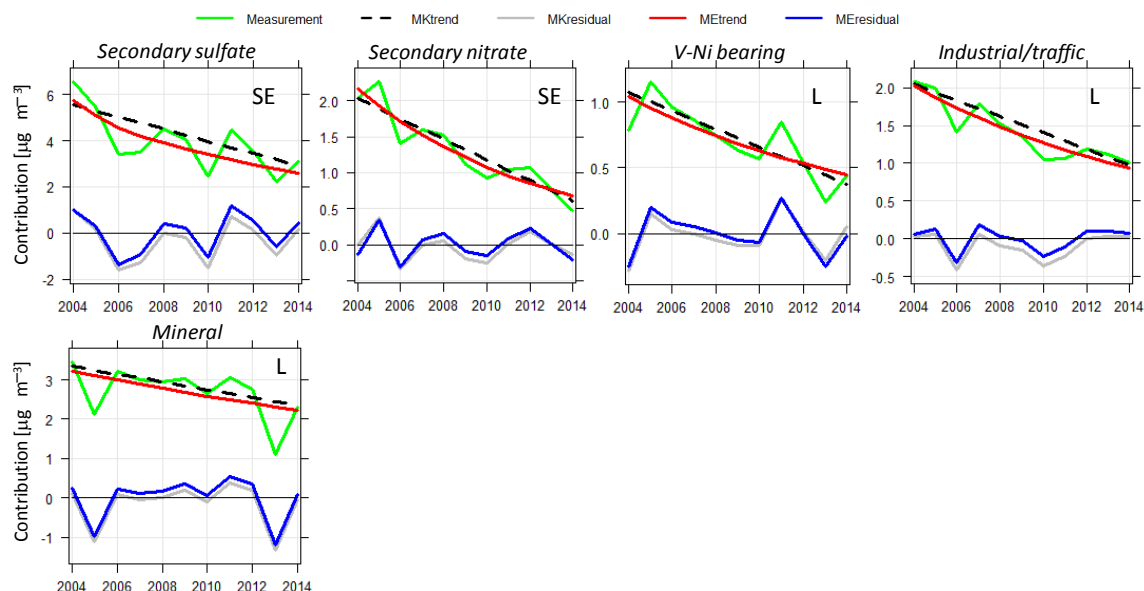 Measurement MKtrend MKresidual MEtrend MEresidual
Secondary sulfate Secondary nitrate V-Ni bearing Industrial/traffic
Contribution [µg m⁻³]
6
4
2
0
-2
SE
2004 2006 2008 2010 2012 2014
2.0
1.5
1.0
0.5
0.0
SE
2004 2006 2008 2010 2012 2014
1.0
0.5
0.0
L
2004 2006 2008 2010 2012 2014
2.0
1.5
1.0
0.5
0.0
-0.5
L
2004 2006 2008 2010 2012 2014
Mineral
Contribution [µg m⁻³]
3
2
1
0
-1
L
2004 2006 2008 2010 2012 2014